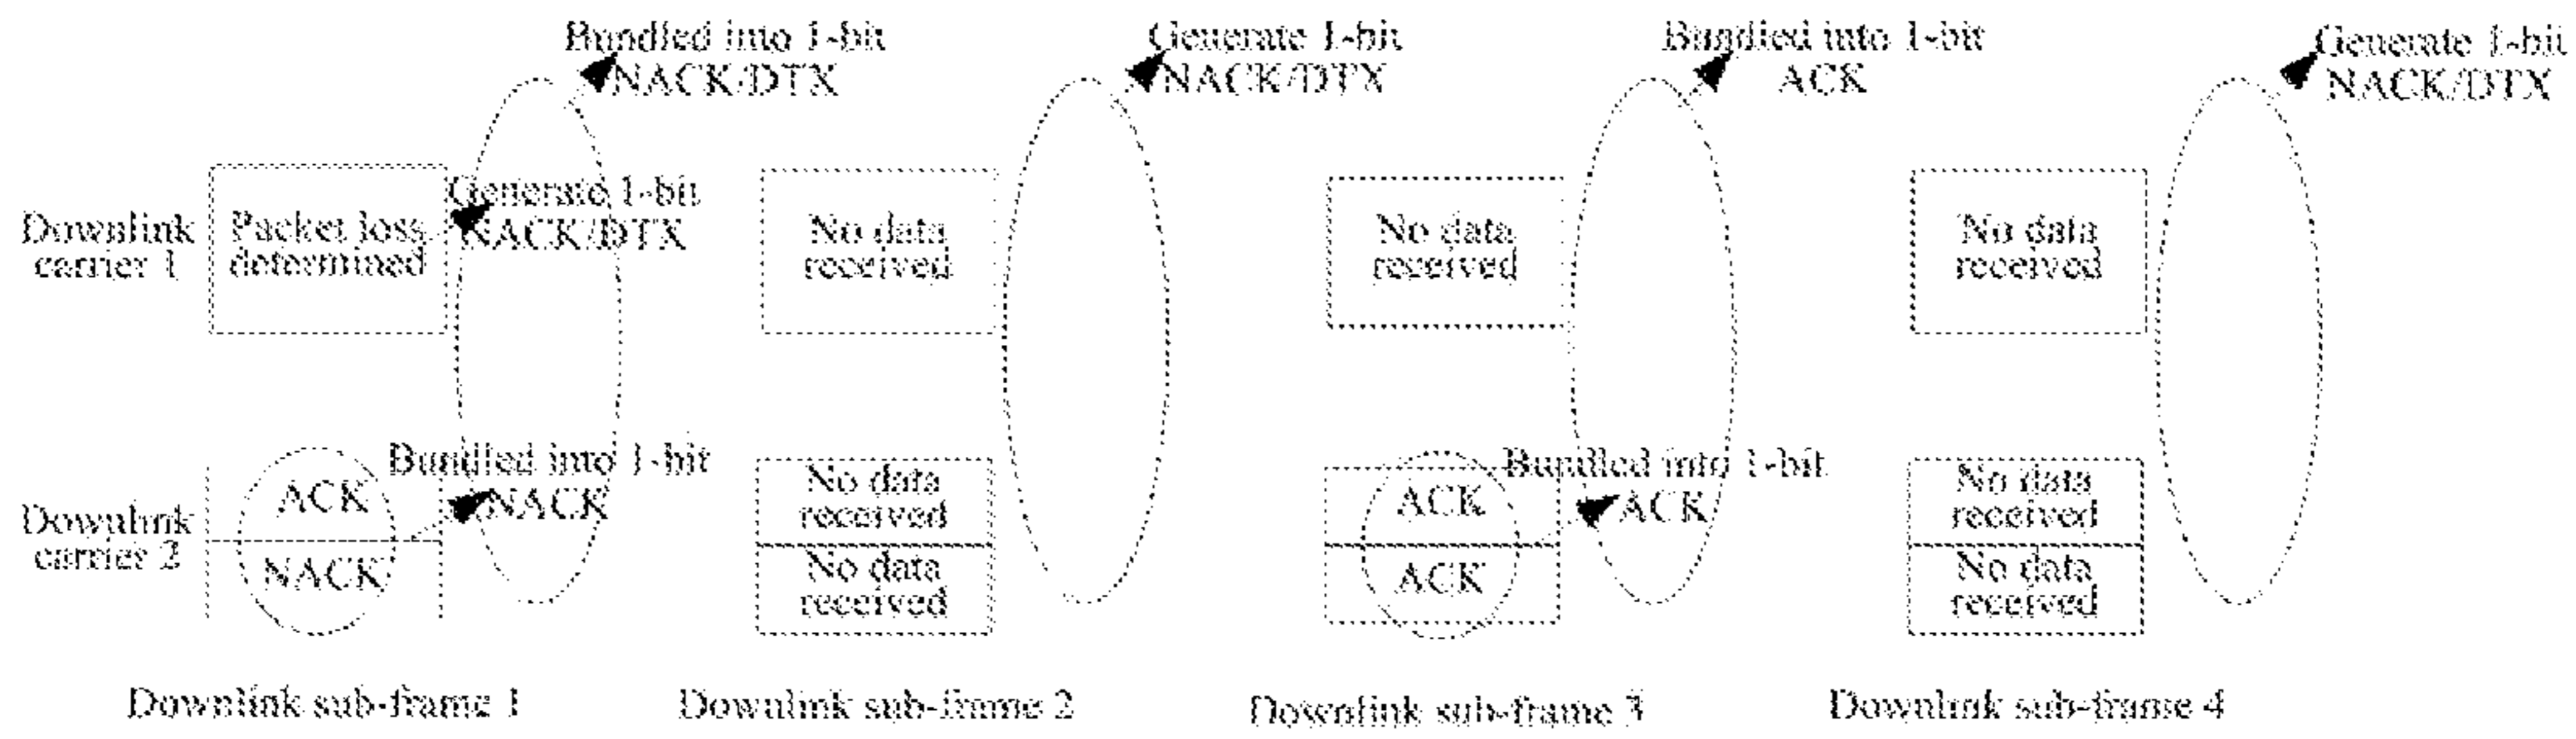 Bundled into 1-bit
NACK/DTX
Generate 1-bit
NACK/DTX
Bundled into 1-bit
ACK
Generate 1-bit
NACK/DTX
Downlink
carrier 1
Packet loss
determined
Generate 1-bit
NACK/DTX
No data
received
No data
received
No data
received
Downlink
carrier 2
ACK
NACK
Bundled into 1-bit
NACK
No data
received
No data
received
ACK
ACK
Bundled into 1-bit
ACK
No data
received
No data
received
Downlink sub-frame 1
Downlink sub-frame 2
Downlink sub-frame 3
Downlink sub-frame 4